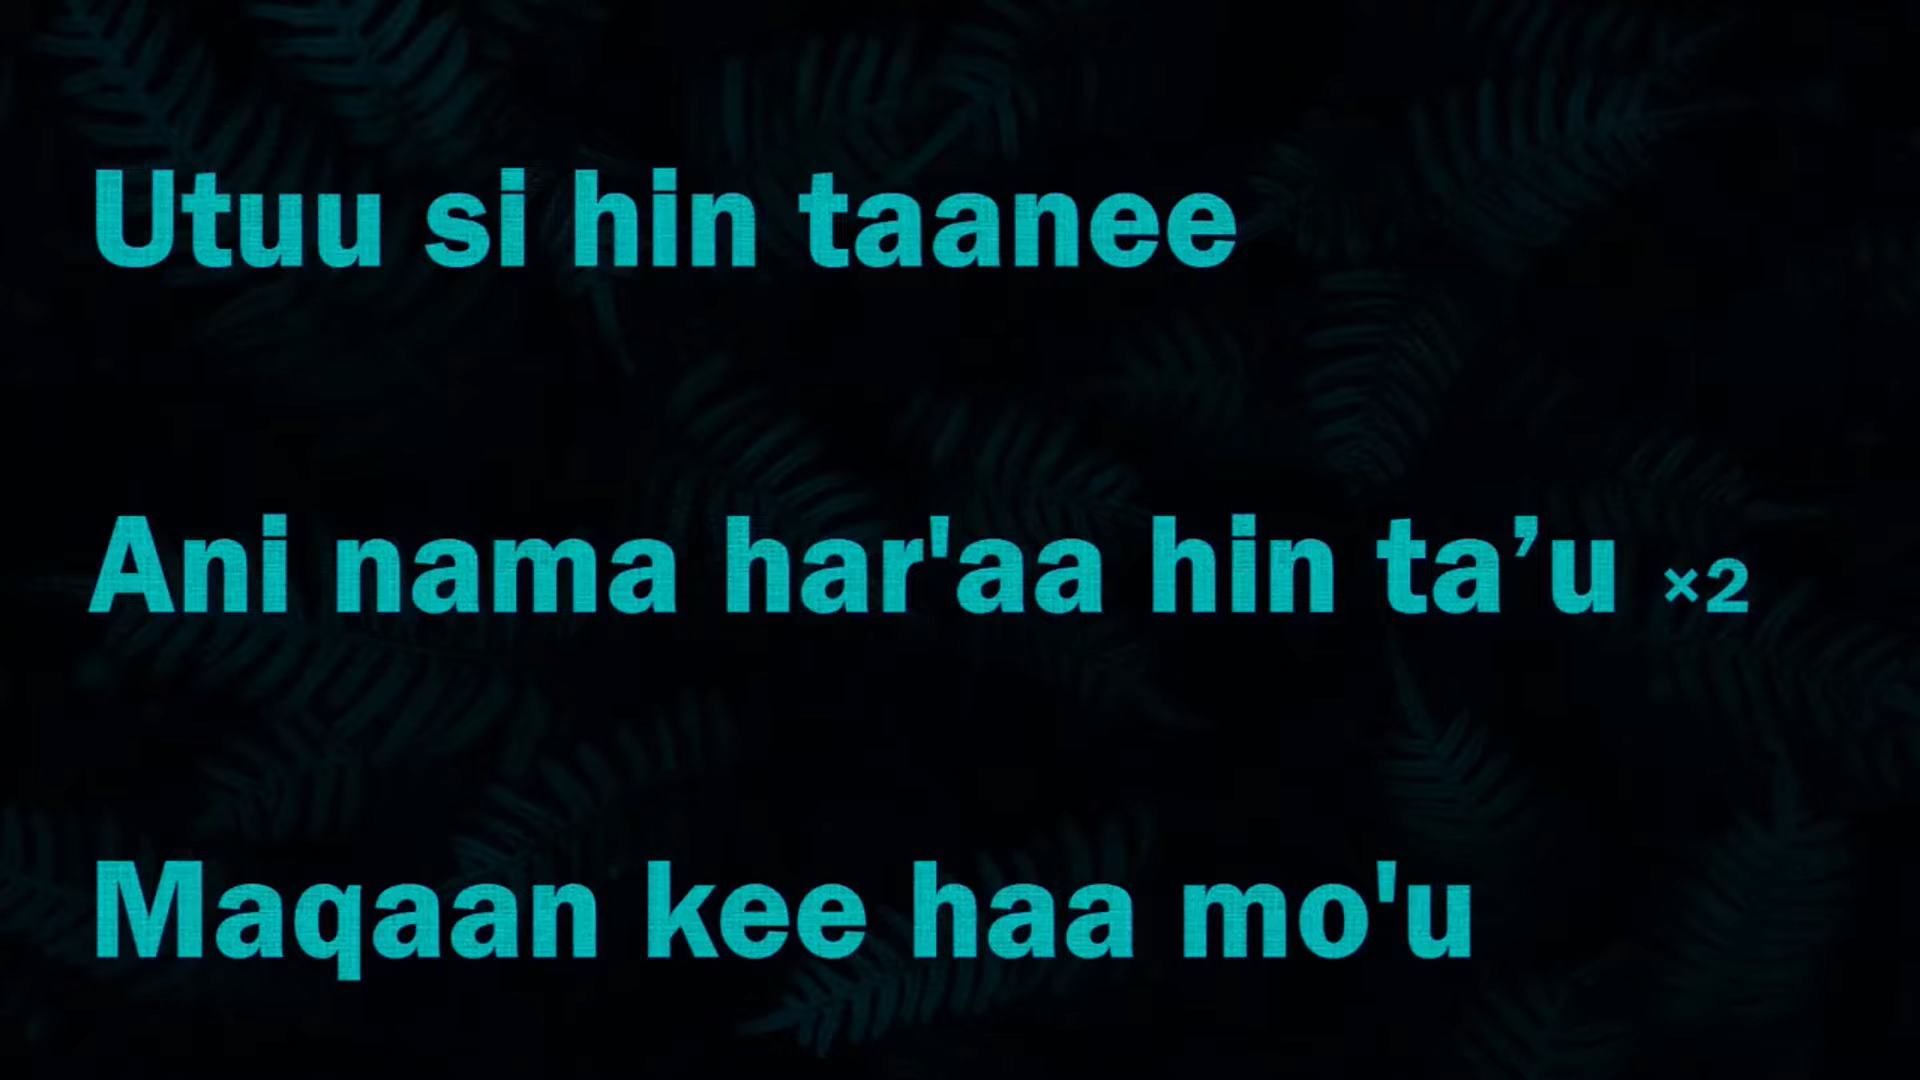 Utuu si hin taanee
Ani nama har'aa hin ta’u ×2
Maqaan kee haa mo'u